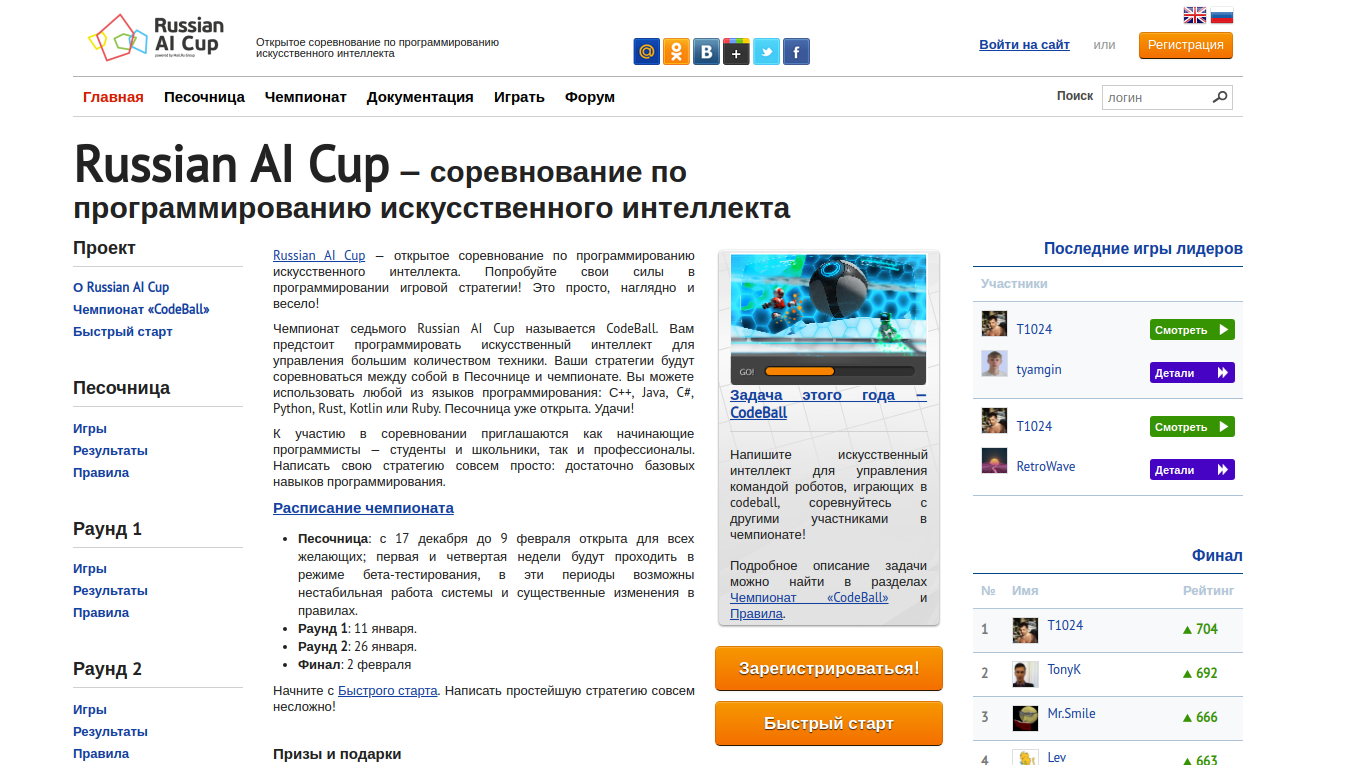 Russian
AI Cup
Открытое соревнование по программированию
искусственного интеллекта
Войти на сайт или Регистрация
Главная Песочница Чемпионат Документация Играть Форум
Поиск логин
Russian AI Cup – соревнование по
программированию искусственного интеллекта
Проект
О Russian AI Cup
Чемпионат «CodeBall»
Быстрый старт
Песочница
Игры
Результаты
Правила
Раунд 1
Игры
Результаты
Правила
Раунд 2
Игры
Результаты
Правила
Russian AI Cup – открытое соревнование по программированию
искусственного интеллекта. Попробуйте свои силы в
программировании игровой стратегии! Это просто, наглядно и
весело!
Чемпионат седьмого Russian AI Cup называется CodeBall. Вам
предстоит программировать искусственный интеллект для
управления большим количеством техники. Ваши стратегии будут
соревноваться между собой в Песочнице и чемпионате. Вы можете
использовать любой из языков программирования: C++, Java, C#,
Python, Rust, Kotlin или Ruby. Песочница уже открыта. Удачи!
К участию в соревновании приглашаются как начинающие
программисты – студенты и школьники, так и профессионалы.
Написать свою стратегию совсем просто: достаточно базовых
навыков программирования.
Расписание чемпионата
• Песочница: с 17 декабря до 9 февраля открыта для всех
желающих; первая и четвертая недели будут проходить в
режиме бета-тестирования, в эти периоды возможны
нестабильная работа системы и существенные изменения в
правилах.
• Раунд 1: 11 января.
• Раунд 2: 26 января.
• Финал: 2 февраля
Начните с Быстрого старта. Написать простейшую стратегию совсем
несложно!
Призы и подарки
GO!
Задача этого года –
CodeBall
Напишите искусственный
интеллект для управления
командой роботов, играющих в
codeball, соревнуйтесь с
другими участниками в
чемпионате!
Подробное описание задачи
можно найти в разделах
Чемпионат «CodeBall» и
Правила.
Зарегистрироваться!
Быстрый старт
Последние игры лидеров
Участники
T1024 Смотреть
tyamgin Детали
T1024 Смотреть
RetroWave Детали
Финал
№ Имя Рейтинг
1 T1024 704
2 TonyK 692
3 Mr.Smile 666
4 Lev 663